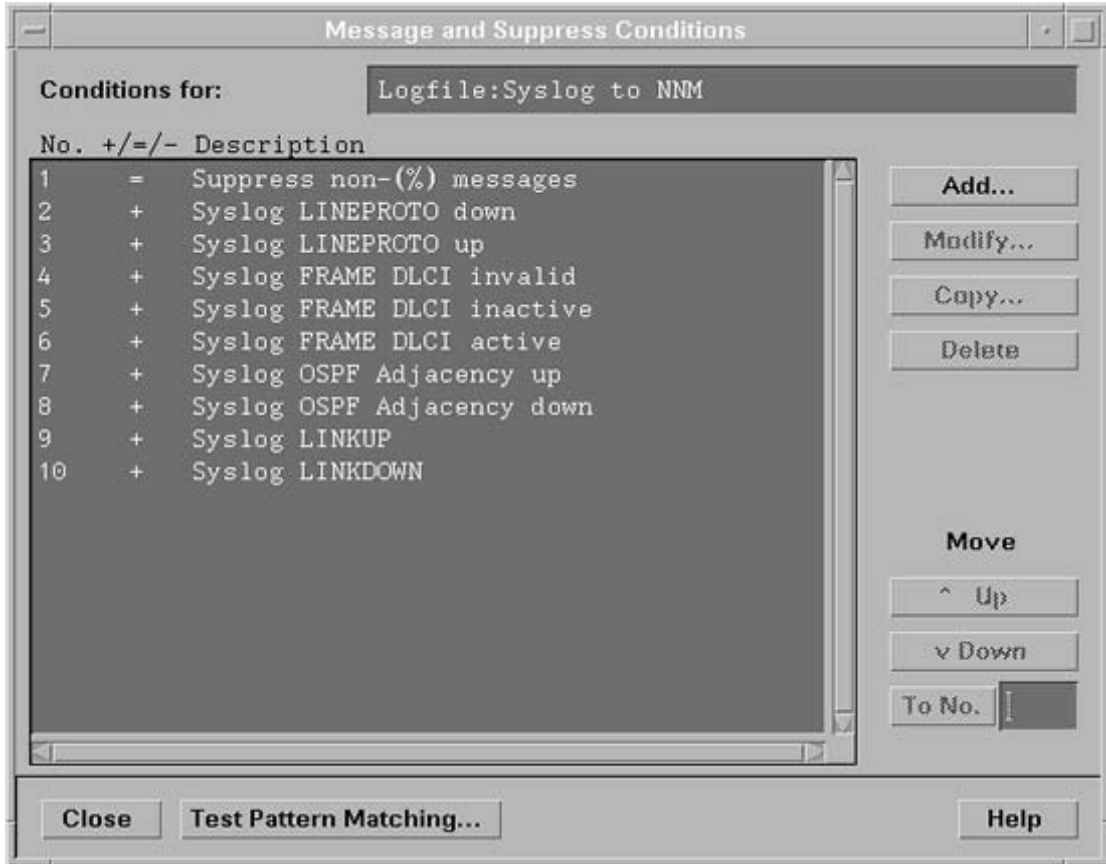 Message and Suppress Conditions
Conditions for: Logfile:Syslog to NNM
No. +/=/- Description
1 = Suppress non-(%) messages
2 + Syslog LINEPROTO down
3 + Syslog LINEPROTO up
4 + Syslog FRAME DLCI invalid
5 + Syslog FRAME DLCI inactive
6 + Syslog FRAME DLCI active
7 + Syslog OSPF Adjacency up
8 + Syslog OSPF Adjacency down
9 + Syslog LINKUP
10 + Syslog LINKDOWN
Add...
Modify...
Copy...
Delete
Move
^ Up
v Down
To No.
Close
Test Pattern Matching...
Help